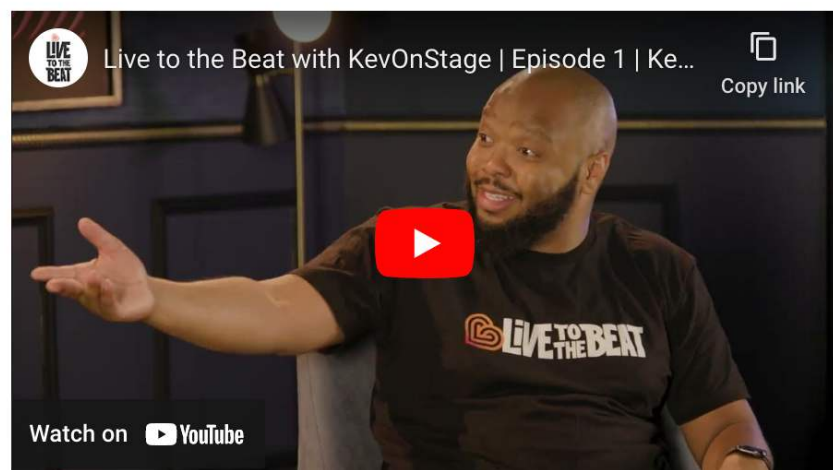 LIVE
TO THE
BEAT
Live to the Beat with KevOnStage | Episode 1 | Ke...
Copy link
LIVE TO THE BEAT
Watch on YouTube